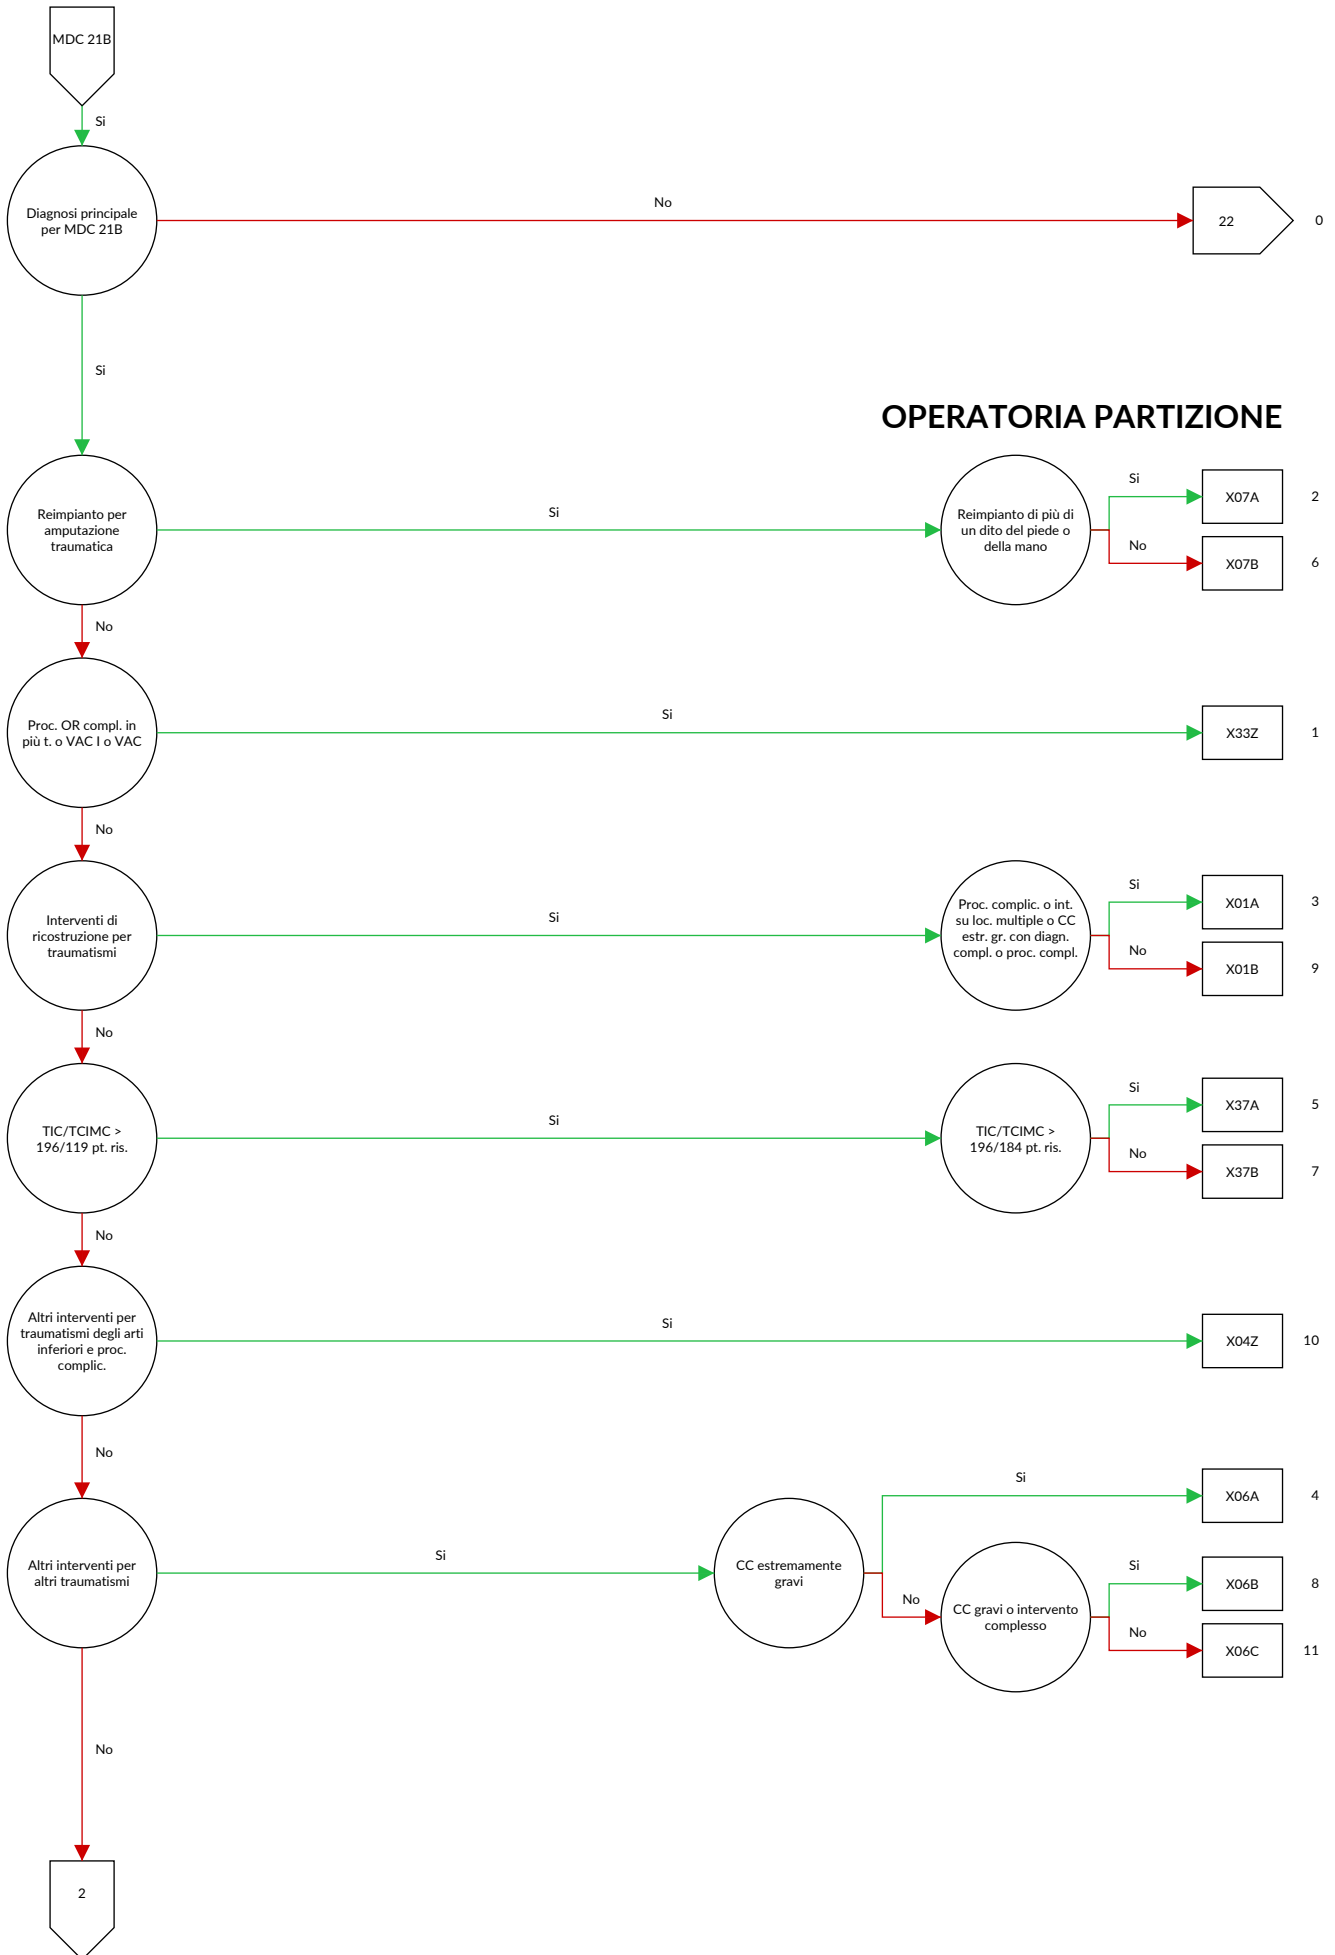 MDC 21B
Si
Diagnosi principale
per MDC 21B
No
22
0
Si
OPERATORIA PARTIZIONE
Reimpianto per
amputazione
traumatica
Si
Reimpianto di più di
un dito del piede o
della mano
Si
X07A
2
No
X07B
6
No
Proc. OR compl. in
più t. o VAC I o VAC
Si
X33Z
1
No
Interventi di
ricostruzione per
traumatismi
Si
Proc. complic. o int.
su loc. multiple o CC
estr. gr. con diagn.
compl. o proc. compl.
Si
X01A
3
No
X01B
9
No
TIC/TCIMC >
196/119 pt. ris.
Si
TIC/TCIMC >
196/184 pt. ris.
Si
X37A
5
No
X37B
7
No
Altri interventi per
traumatismi degli arti
inferiori e proc.
complic.
Si
X04Z
10
No
Altri interventi per
altri traumatismi
Si
CC estremamente
gravi
Si
X06A
4
No
CC gravi o intervento
complesso
Si
X06B
8
No
X06C
11
No
2